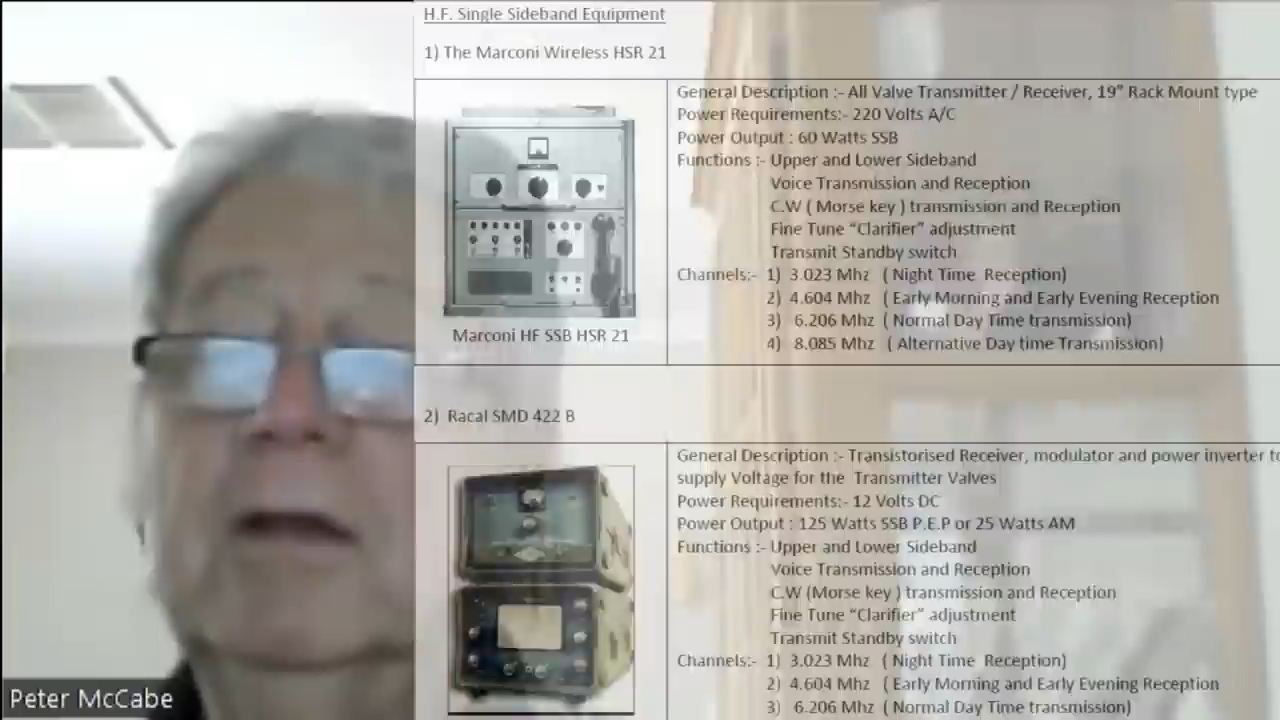 H.F. Single Sideband Equipment
1) The Marconi Wireless HSR 21
General Description :- All Valve Transmitter / Receiver, 19” Rack Mount type
Power Requirements:- 220 Volts A/C
Power Output : 60 Watts SSB
Functions :- Upper and Lower Sideband
Voice Transmission and Reception
C.W ( Morse key ) transmission and Reception
Fine Tune “Clarifier” adjustment
Transmit Standby switch
Channels:- 1) 3.023 Mhz ( Night Time Reception)
2) 4.604 Mhz ( Early Morning and Early Evening Reception
3) 6.206 Mhz ( Normal Day Time transmission)
4) 8.085 Mhz ( Alternative Day time Transmission)
Marconi HF SSB HSR 21
2) Racal SMD 422 B
General Description :- Transistorised Receiver, modulator and power inverter to
supply Voltage for the Transmitter Valves
Power Requirements:- 12 Volts DC
Power Output : 125 Watts SSB P.E.P or 25 Watts AM
Functions :- Upper and Lower Sideband
Voice Transmission and Reception
C.W (Morse key ) transmission and Reception
Fine Tune “Clarifier” adjustment
Transmit Standby switch
Channels:- 1) 3.023 Mhz ( Night Time Reception)
2) 4.604 Mhz ( Early Morning and Early Evening Reception
3) 6.206 Mhz ( Normal Day Time transmission)
Peter McCabe